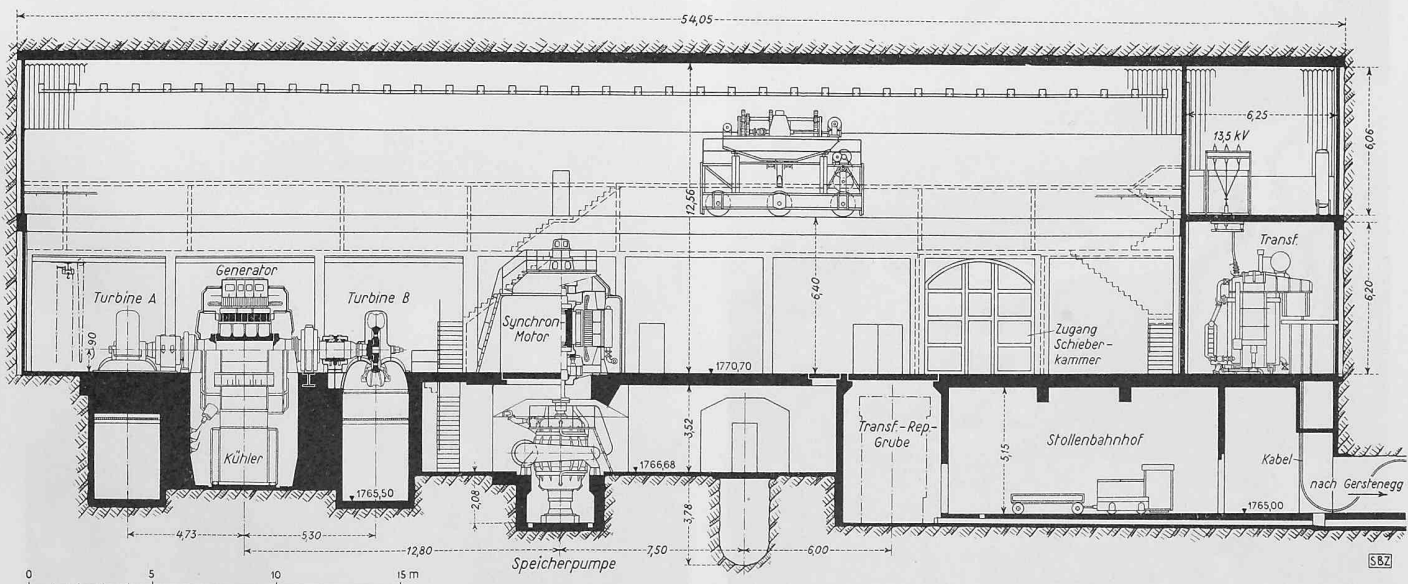 54,05
6,25
13,5 kV
6,06
12,56
Transf.
Generator
Turbine A
Turbine B
6,40
6,20
1,90
Synchron-
Motor
Zugang
Schieber-
kammer
1770,70
3,52
Transf.-Rep.-
Grube
5,15
Stollenbahnhof
Kühler
1766,68
Kabel
nach Gerstenegg
1765,50
2,08
3,78
1765,00
4,73
5,30
12,80
7,50
6,00
Speicherpumpe
SBZ
0 5 10 15 m